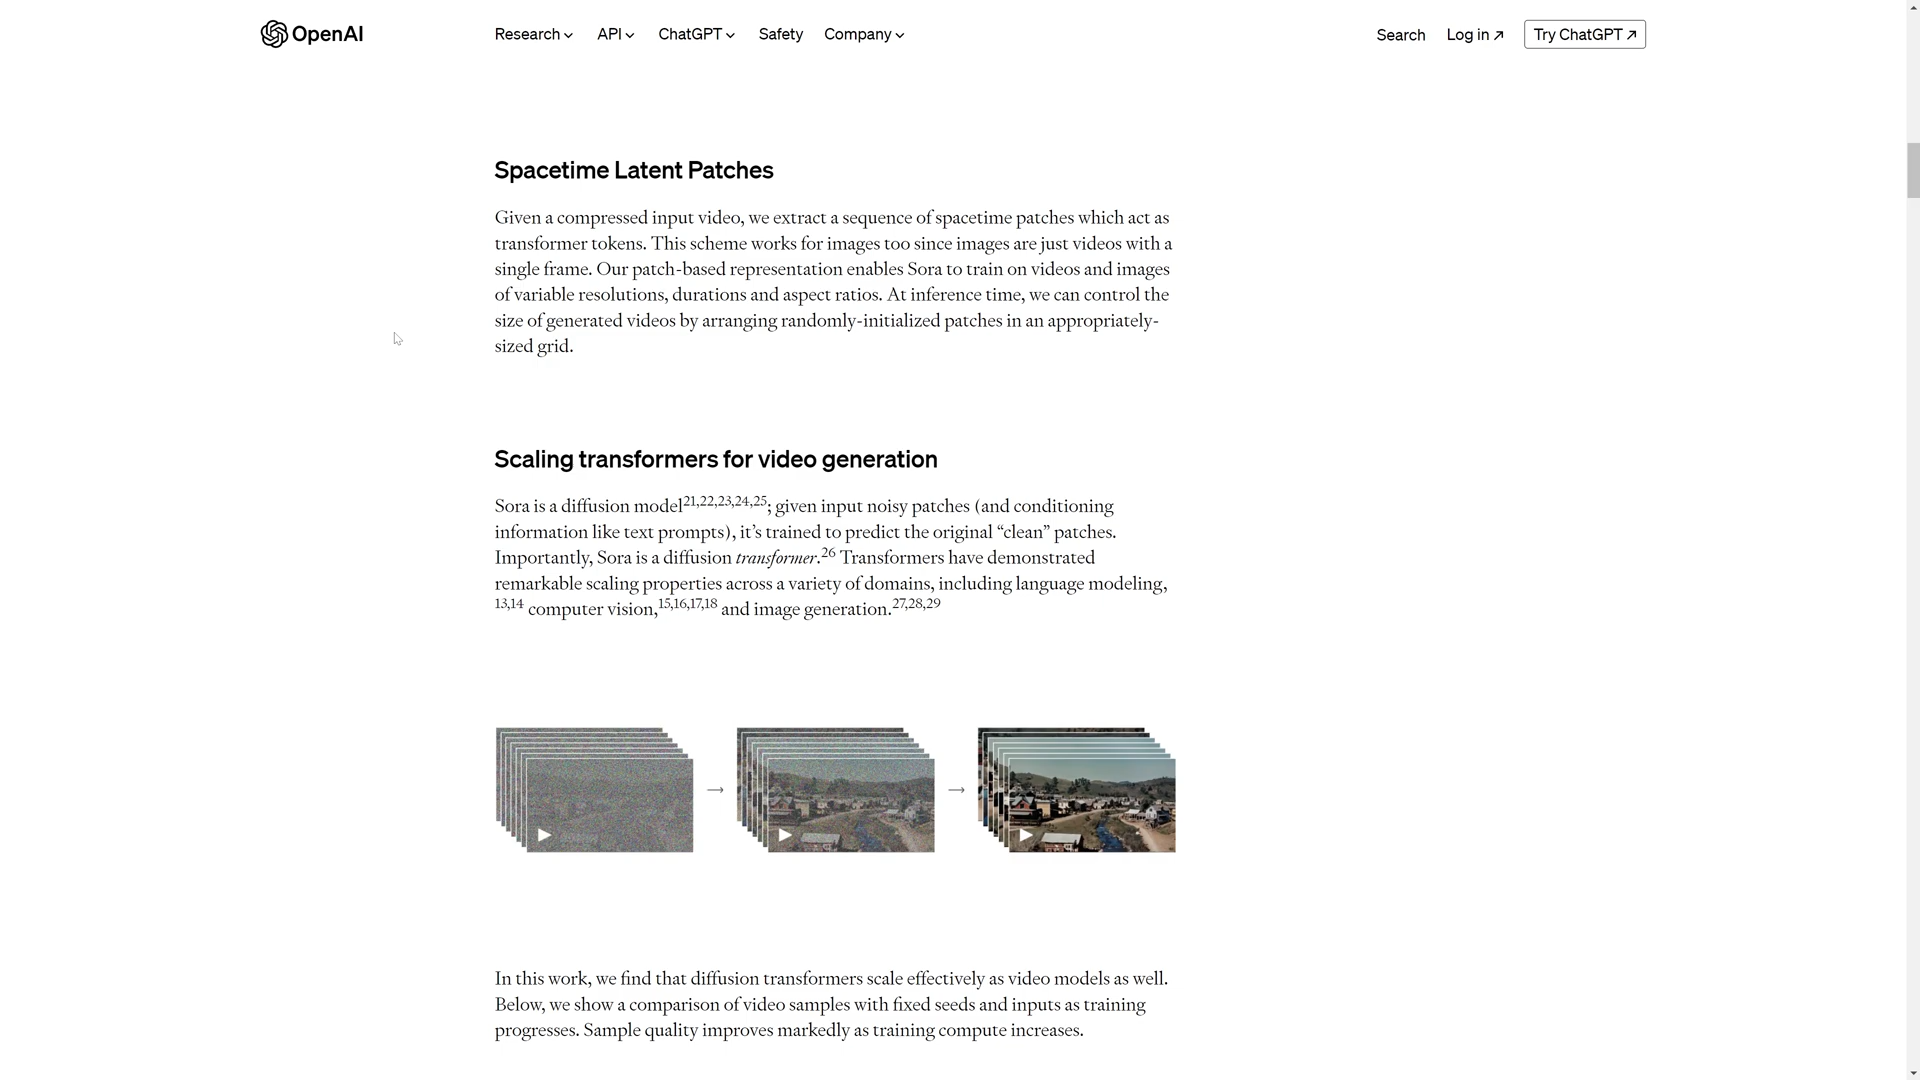 OpenAI
Research API ChatGPT Safety Company
Search Log in ↗ Try ChatGPT ↗
Spacetime Latent Patches
Given a compressed input video, we extract a sequence of spacetime patches which act as
transformer tokens. This scheme works for images too since images are just videos with a
single frame. Our patch-based representation enables Sora to train on videos and images
of variable resolutions, durations and aspect ratios. At inference time, we can control the
size of generated videos by arranging randomly-initialized patches in an appropriately-
sized grid.
Scaling transformers for video generation
Sora is a diffusion model21,22,23,24,25; given input noisy patches (and conditioning
information like text prompts), it’s trained to predict the original “clean” patches.
Importantly, Sora is a diffusion transformer.26 Transformers have demonstrated
remarkable scaling properties across a variety of domains, including language modeling,
13,14 computer vision,15,16,17,18 and image generation.27,28,29
In this work, we find that diffusion transformers scale effectively as video models as well.
Below, we show a comparison of video samples with fixed seeds and inputs as training
progresses. Sample quality improves markedly as training compute increases.